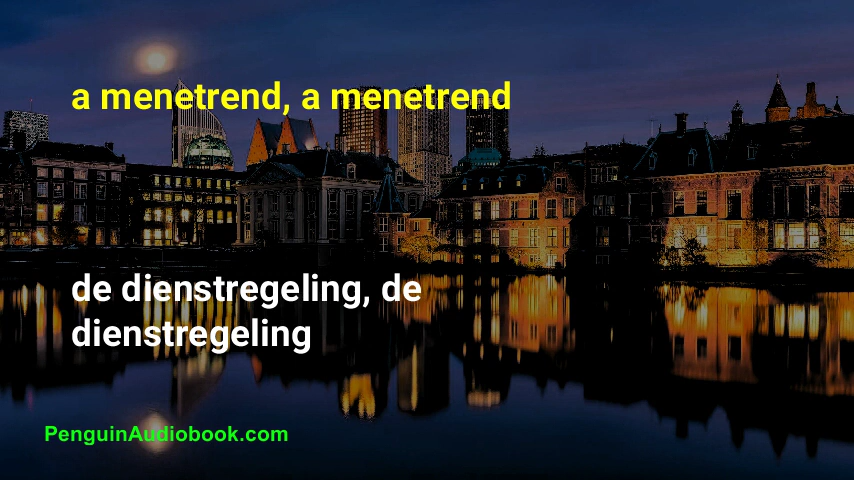 a menetrend, a menetrend
de dienstregeling, de
dienstregeling
PenguinAudiobook.com